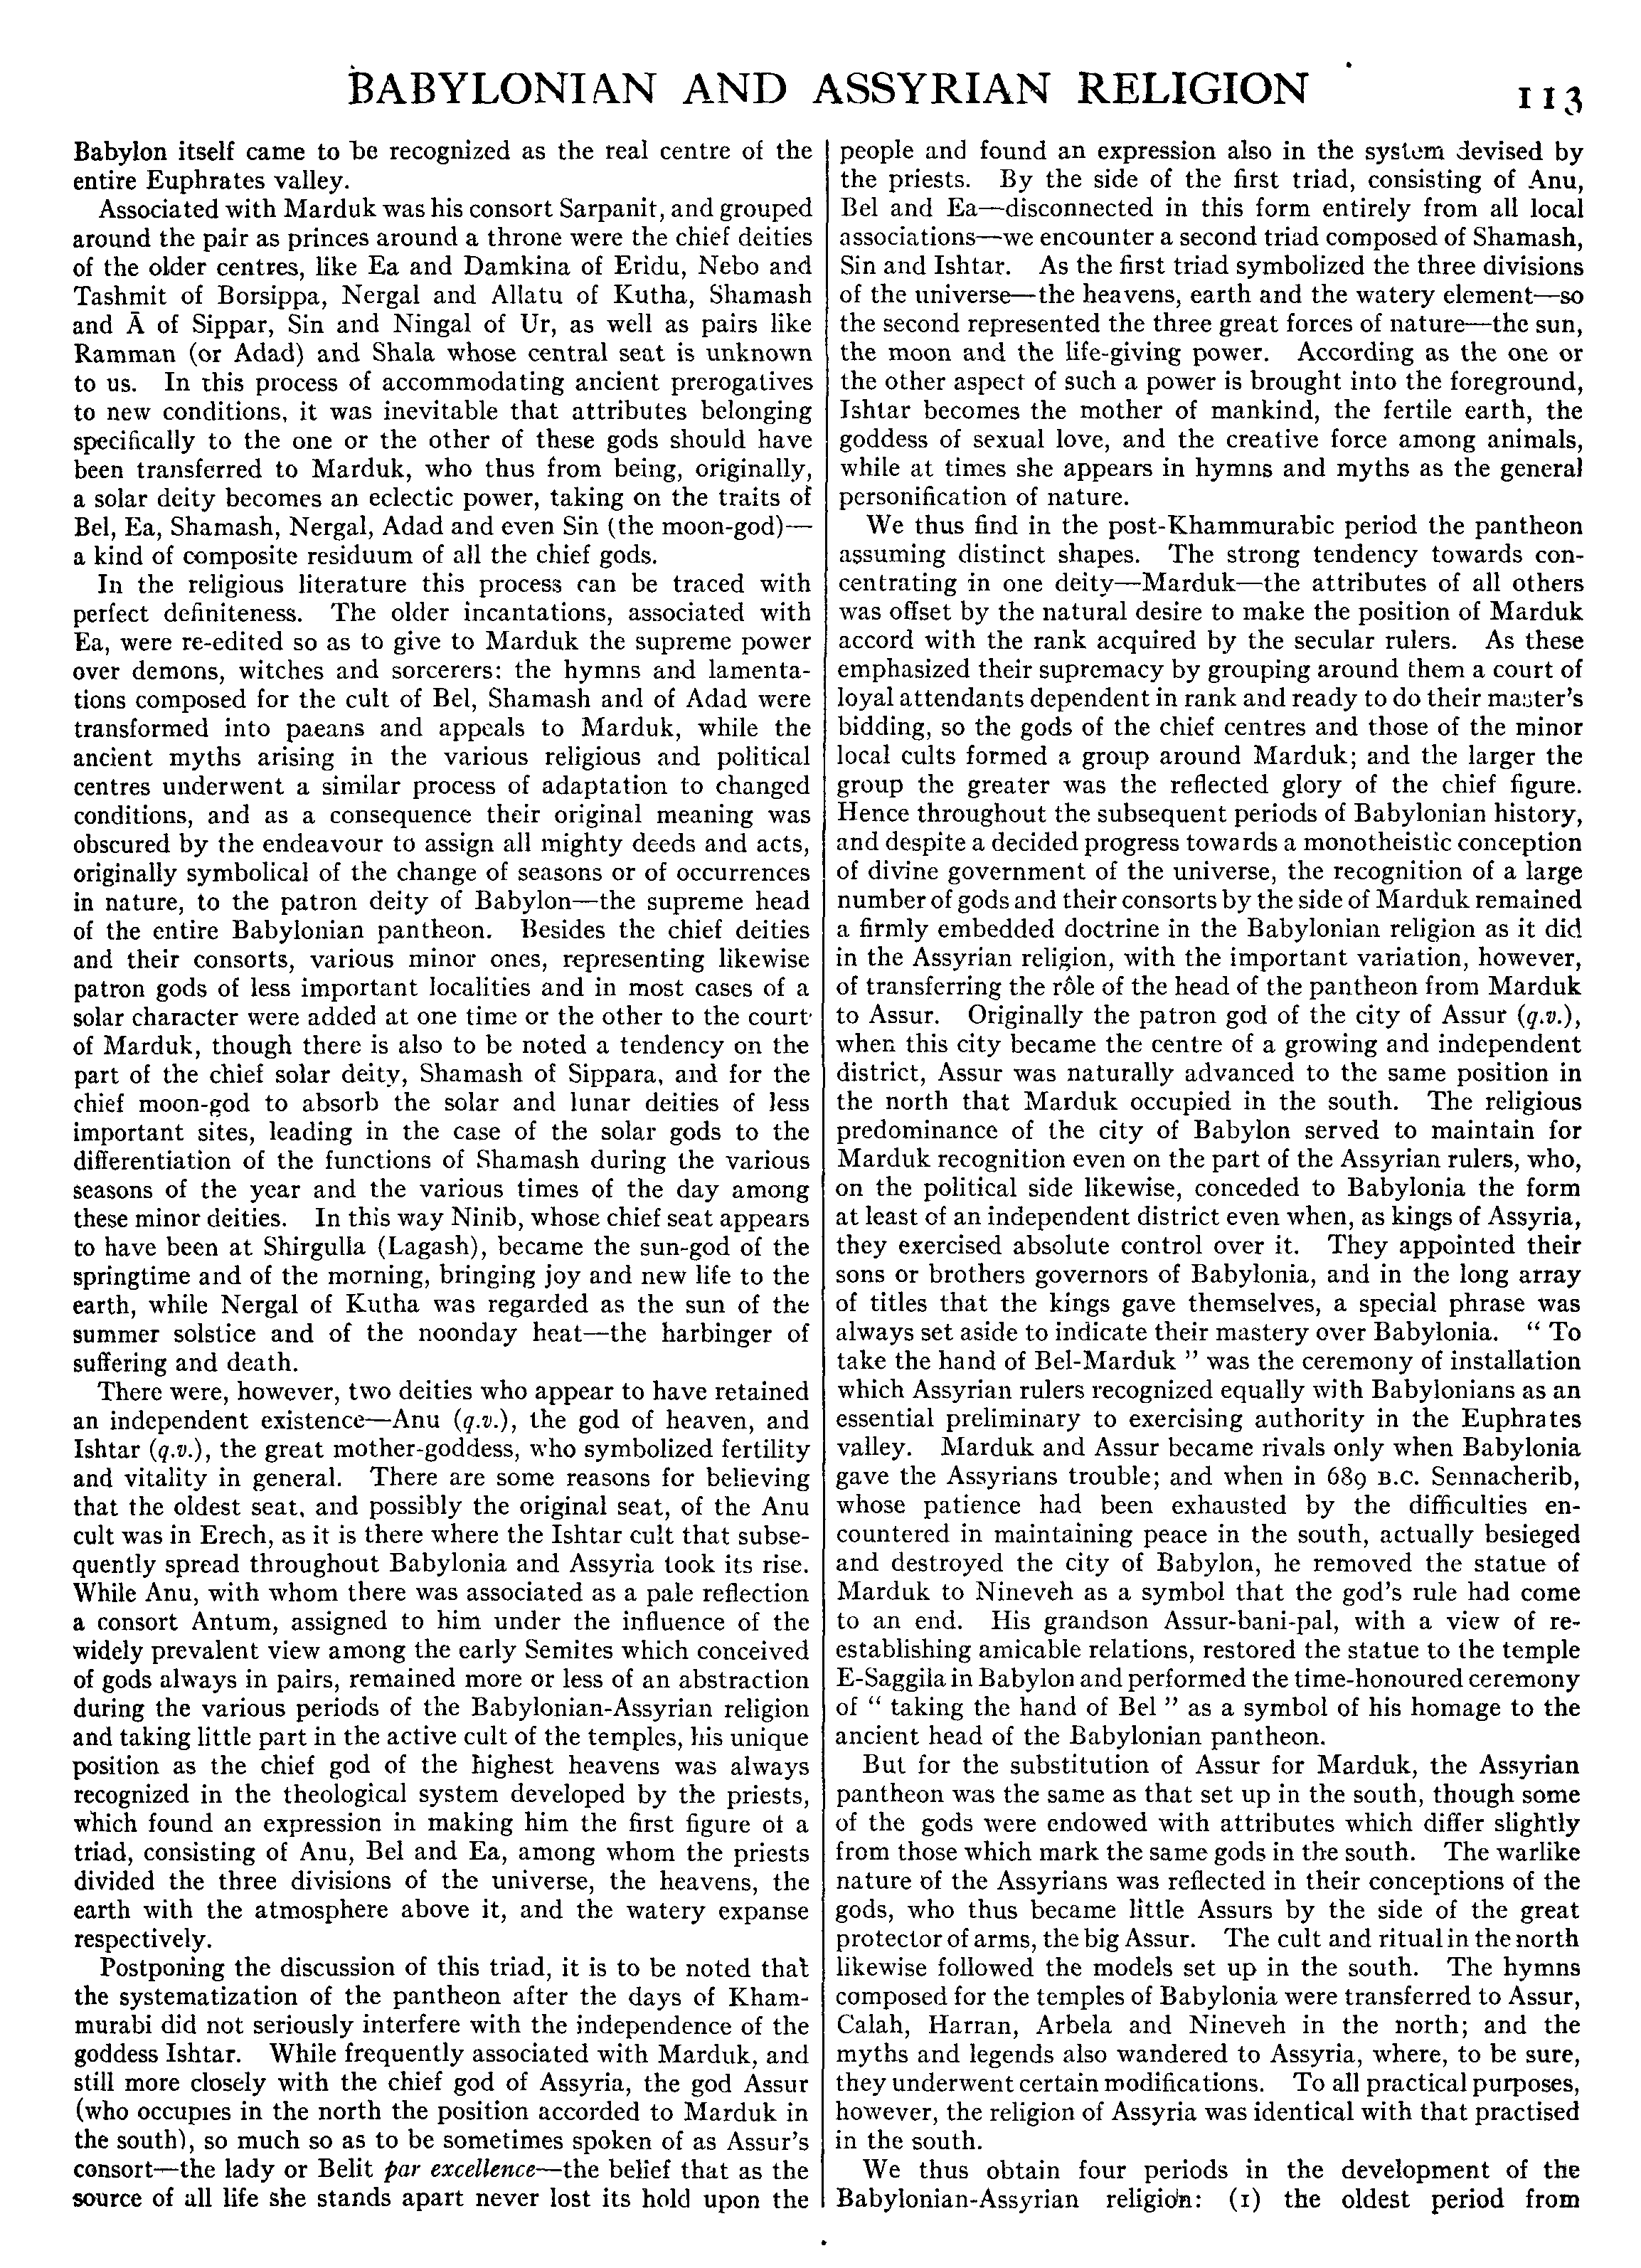 BABYLONIAN AND ASSYRIAN RELIGION 113
Babylon itself came to be recognized as the real centre of the
entire Euphrates valley.
Associated with Marduk was his consort Sarpanit, and grouped
around the pair as princes around a throne were the chief deities
of the older centres, like Ea and Damkina of Eridu, Nebo and
Tashmit of Borsippa, Nergal and Allatu of Kutha, Shamash
and Ā of Sippar, Sin and Ningal of Ur, as well as pairs like
Ramman (or Adad) and Shala whose central seat is unknown
to us. In this process of accommodating ancient prerogatives
to new conditions, it was inevitable that attributes belonging
specifically to the one or the other of these gods should have
been transferred to Marduk, who thus from being, originally,
a solar deity becomes an eclectic power, taking on the traits of
Bel, Ea, Shamash, Nergal, Adad and even Sin (the moon-god)—
a kind of composite residuum of all the chief gods.
In the religious literature this process can be traced with
perfect definiteness. The older incantations, associated with
Ea, were re-edited so as to give to Marduk the supreme power
over demons, witches and sorcerers: the hymns and lamenta-
tions composed for the cult of Bel, Shamash and of Adad were
transformed into paeans and appeals to Marduk, while the
ancient myths arising in the various religious and political
centres underwent a similar process of adaptation to changed
conditions, and as a consequence their original meaning was
obscured by the endeavour to assign all mighty deeds and acts,
originally symbolical of the change of seasons or of occurrences
in nature, to the patron deity of Babylon—the supreme head
of the entire Babylonian pantheon. Besides the chief deities
and their consorts, various minor ones, representing likewise
patron gods of less important localities and in most cases of a
solar character were added at one time or the other to the court
of Marduk, though there is also to be noted a tendency on the
part of the chief solar deity, Shamash of Sippara, and for the
chief moon-god to absorb the solar and lunar deities of less
important sites, leading in the case of the solar gods to the
differentiation of the functions of Shamash during the various
seasons of the year and the various times of the day among
these minor deities. In this way Ninib, whose chief seat appears
to have been at Shirgulla (Lagash), became the sun-god of the
springtime and of the morning, bringing joy and new life to the
earth, while Nergal of Kutha was regarded as the sun of the
summer solstice and of the noonday heat—the harbinger of
suffering and death.
There were, however, two deities who appear to have retained
an independent existence—Anu (q.v.), the god of heaven, and
Ishtar (q.v.), the great mother-goddess, who symbolized fertility
and vitality in general. There are some reasons for believing
that the oldest seat, and possibly the original seat, of the Anu
cult was in Erech, as it is there where the Ishtar cult that subse-
quently spread throughout Babylonia and Assyria took its rise.
While Anu, with whom there was associated as a pale reflection
a consort Antum, assigned to him under the influence of the
widely prevalent view among the early Semites which conceived
of gods always in pairs, remained more or less of an abstraction
during the various periods of the Babylonian-Assyrian religion
and taking little part in the active cult of the temples, his unique
position as the chief god of the highest heavens was always
recognized in the theological system developed by the priests,
which found an expression in making him the first figure of a
triad, consisting of Anu, Bel and Ea, among whom the priests
divided the three divisions of the universe, the heavens, the
earth with the atmosphere above it, and the watery expanse
respectively.
Postponing the discussion of this triad, it is to be noted that
the systematization of the pantheon after the days of Kham-
murabi did not seriously interfere with the independence of the
goddess Ishtar. While frequently associated with Marduk, and
still more closely with the chief god of Assyria, the god Assur
(who occupies in the north the position accorded to Marduk in
the south), so much so as to be sometimes spoken of as Assur's
consort—the lady or Belit par excellence—the belief that as the
source of all life she stands apart never lost its hold upon the
people and found an expression also in the system devised by
the priests. By the side of the first triad, consisting of Anu,
Bel and Ea—disconnected in this form entirely from all local
associations—we encounter a second triad composed of Shamash,
Sin and Ishtar. As the first triad symbolized the three divisions
of the universe—the heavens, earth and the watery element—so
the second represented the three great forces of nature—the sun,
the moon and the life-giving power. According as the one or
the other aspect of such a power is brought into the foreground,
Ishtar becomes the mother of mankind, the fertile earth, the
goddess of sexual love, and the creative force among animals,
while at times she appears in hymns and myths as the general
personification of nature.
We thus find in the post-Khammurabic period the pantheon
assuming distinct shapes. The strong tendency towards con-
centrating in one deity—Marduk—the attributes of all others
was offset by the natural desire to make the position of Marduk
accord with the rank acquired by the secular rulers. As these
emphasized their supremacy by grouping around them a court of
loyal attendants dependent in rank and ready to do their master's
bidding, so the gods of the chief centres and those of the minor
local cults formed a group around Marduk; and the larger the
group the greater was the reflected glory of the chief figure.
Hence throughout the subsequent periods of Babylonian history,
and despite a decided progress towards a monotheistic conception
of divine government of the universe, the recognition of a large
number of gods and their consorts by the side of Marduk remained
a firmly embedded doctrine in the Babylonian religion as it did
in the Assyrian religion, with the important variation, however,
of transferring the rôle of the head of the pantheon from Marduk
to Assur. Originally the patron god of the city of Assur (q.v.),
when this city became the centre of a growing and independent
district, Assur was naturally advanced to the same position in
the north that Marduk occupied in the south. The religious
predominance of the city of Babylon served to maintain for
Marduk recognition even on the part of the Assyrian rulers, who,
on the political side likewise, conceded to Babylonia the form
at least of an independent district even when, as kings of Assyria,
they exercised absolute control over it. They appointed their
sons or brothers governors of Babylonia, and in the long array
of titles that the kings gave themselves, a special phrase was
always set aside to indicate their mastery over Babylonia. “ To
take the hand of Bel-Marduk ” was the ceremony of installation
which Assyrian rulers recognized equally with Babylonians as an
essential preliminary to exercising authority in the Euphrates
valley. Marduk and Assur became rivals only when Babylonia
gave the Assyrians trouble; and when in 689 B.C. Sennacherib,
whose patience had been exhausted by the difficulties en-
countered in maintaining peace in the south, actually besieged
and destroyed the city of Babylon, he removed the statue of
Marduk to Nineveh as a symbol that the god's rule had come
to an end. His grandson Assur-bani-pal, with a view of re-
establishing amicable relations, restored the statue to the temple
E-Saggila in Babylon and performed the time-honoured ceremony
of “ taking the hand of Bel ” as a symbol of his homage to the
ancient head of the Babylonian pantheon.
But for the substitution of Assur for Marduk, the Assyrian
pantheon was the same as that set up in the south, though some
of the gods were endowed with attributes which differ slightly
from those which mark the same gods in the south. The warlike
nature of the Assyrians was reflected in their conceptions of the
gods, who thus became little Assurs by the side of the great
protector of arms, the big Assur. The cult and ritual in the north
likewise followed the models set up in the south. The hymns
composed for the temples of Babylonia were transferred to Assur,
Calah, Harran, Arbela and Nineveh in the north; and the
myths and legends also wandered to Assyria, where, to be sure,
they underwent certain modifications. To all practical purposes,
however, the religion of Assyria was identical with that practised
in the south.
We thus obtain four periods in the development of the
Babylonian-Assyrian religion: (1) the oldest period from